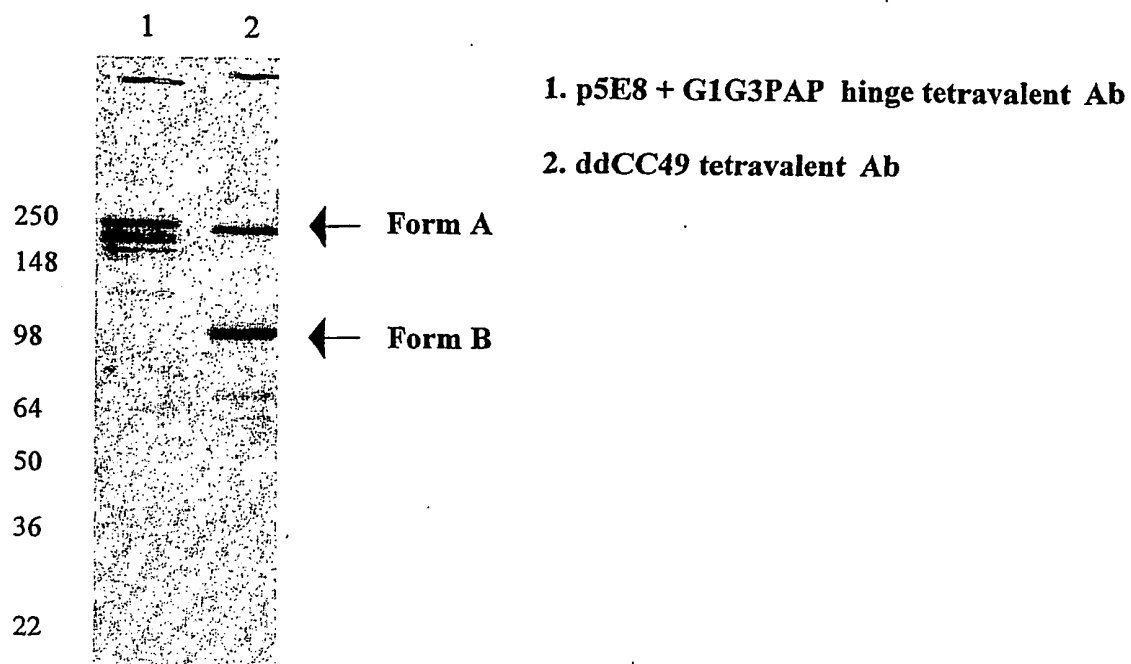 1 2
1. p5E8 + G1G3PAP hinge tetravalent Ab
2. ddCC49 tetravalent Ab
250
Form A
148
98
Form B
64
50
36
22